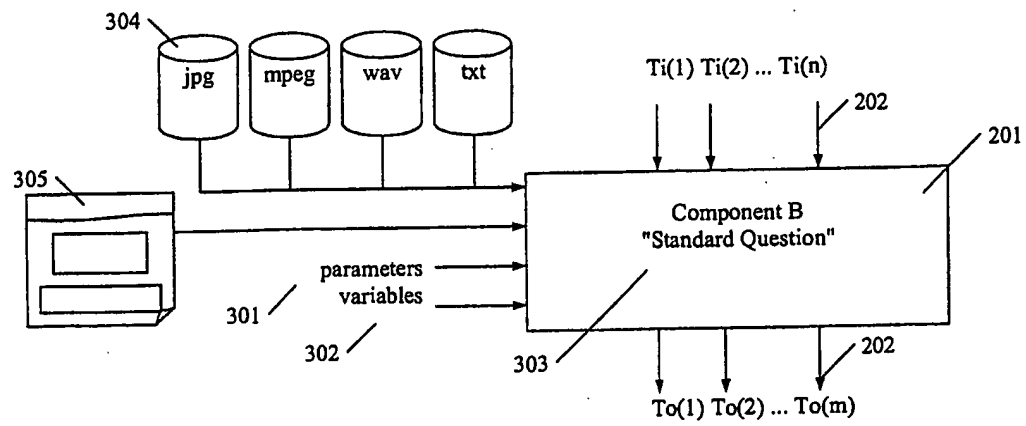 304
jpg mpeg wav txt
Ti(1) Ti(2) ... Ti(n)
202
201
305
Component B
"Standard Question"
parameters
variables
301
302
303
202
To(1) To(2) ... To(m)